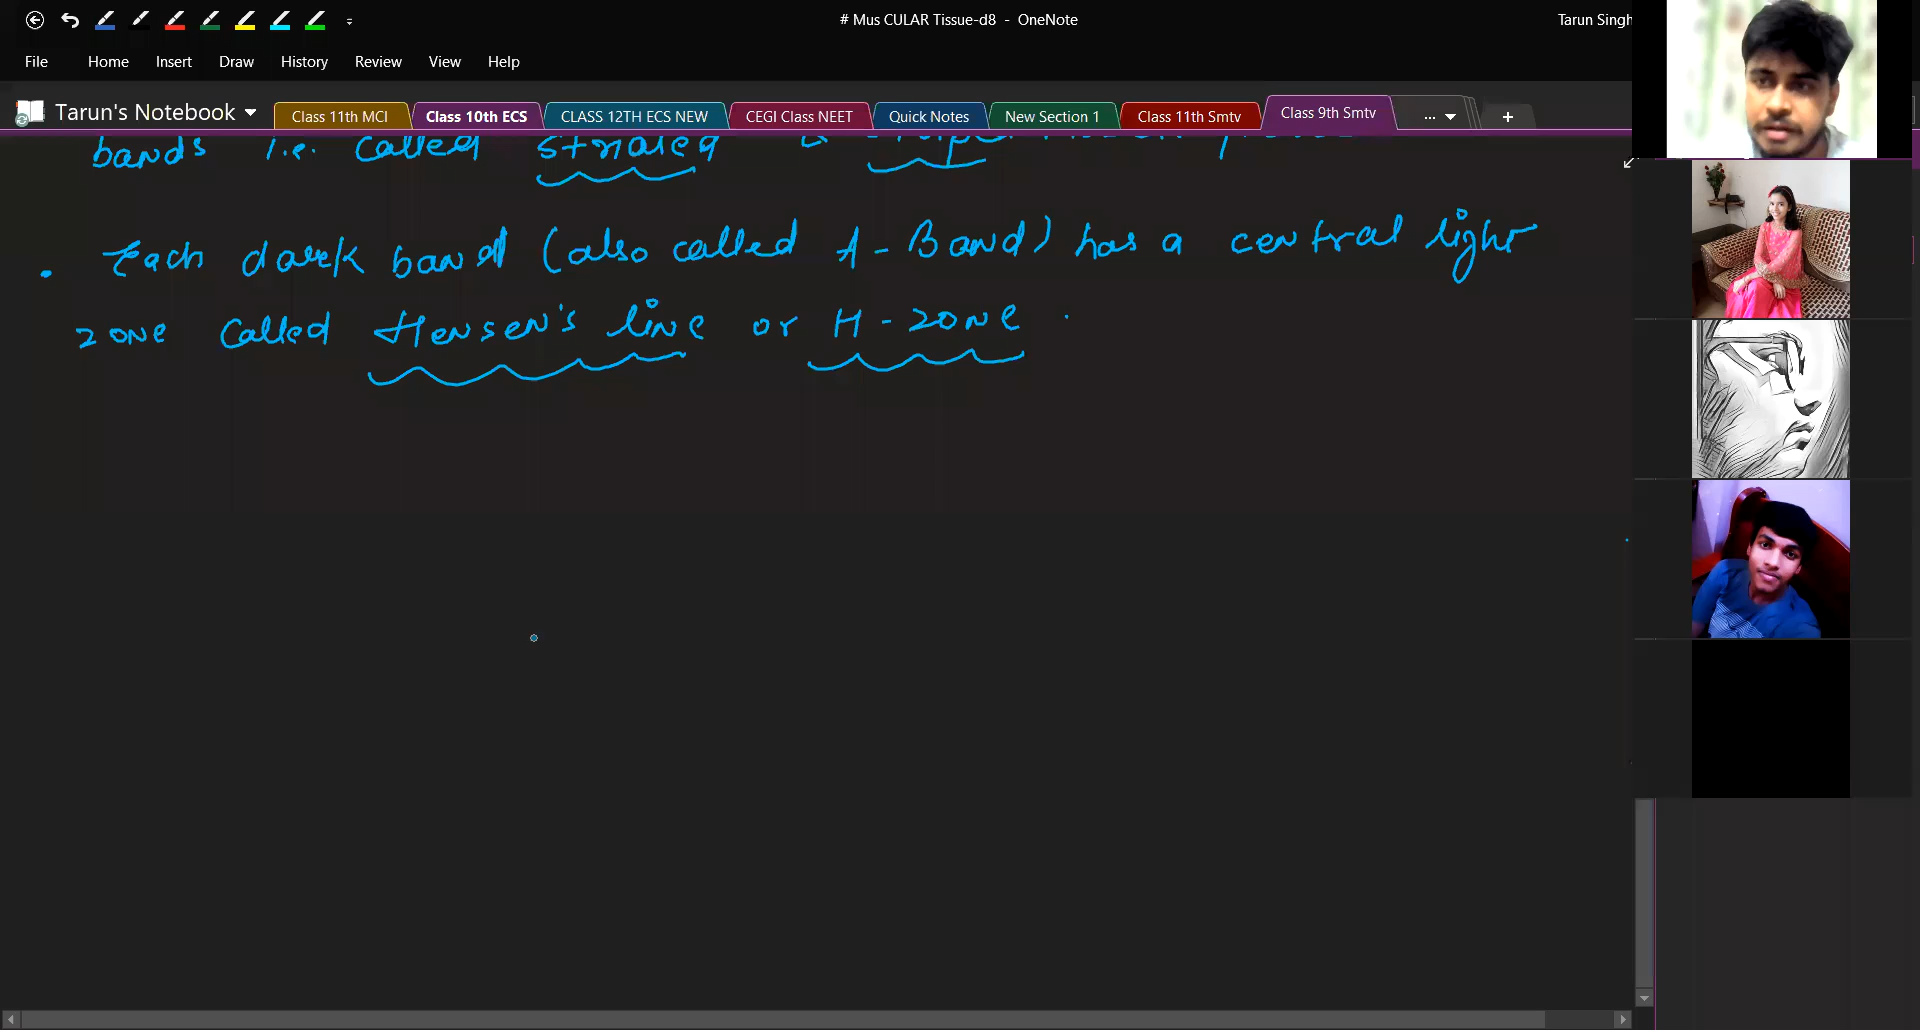 # Mus CULAR Tissue-d8 - OneNote
Tarun Singh
File Home Insert Draw History Review View Help
Tarun's Notebook
Class 11th MCI
Class 10th ECS
CLASS 12TH ECS NEW
CEGI Class NEET
Quick Notes
New Section 1
Class 11th Smtv
Class 9th Smtv
...
+
bands i.e. called striated
• Each dark band (also called A-Band) has a central light
zone called Hensen's line or H-zone .